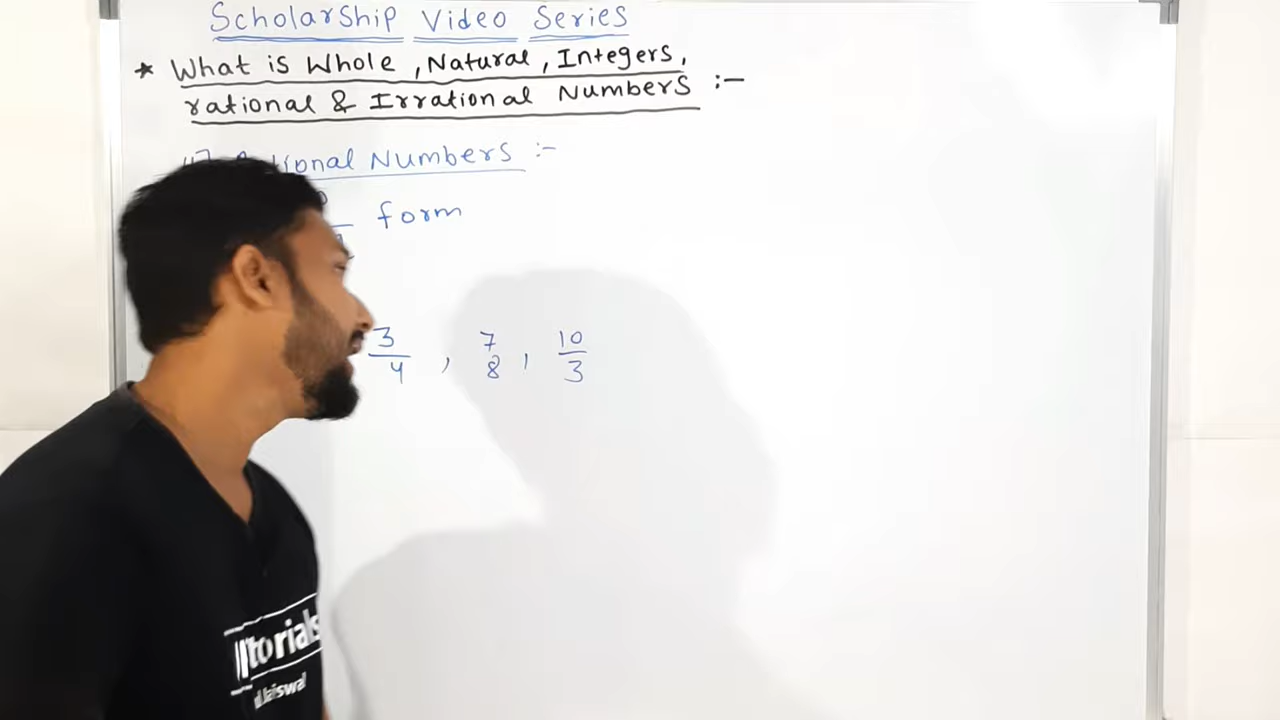 Scholarship Video Series
* What is Whole, Natural, Integers,
rational & Irrational Numbers :-
Numbers :-
form
3/4, 7/8, 10/3